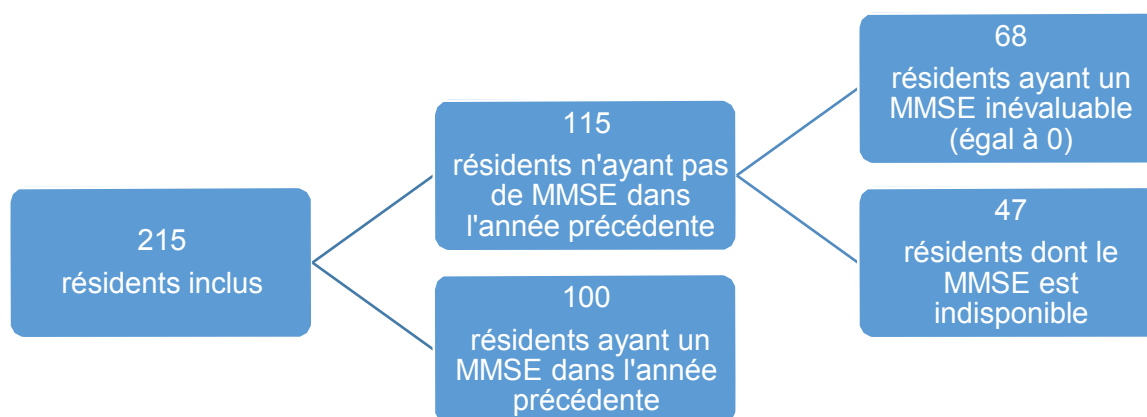 215
résidents inclus
115
résidents n'ayant pas
de MMSE dans
l'année précédente
100
résidents ayant un
MMSE dans l'année
précédente
68
résidents ayant un
MMSE inévaluable
(égal à 0)
47
résidents dont le
MMSE est
indisponible